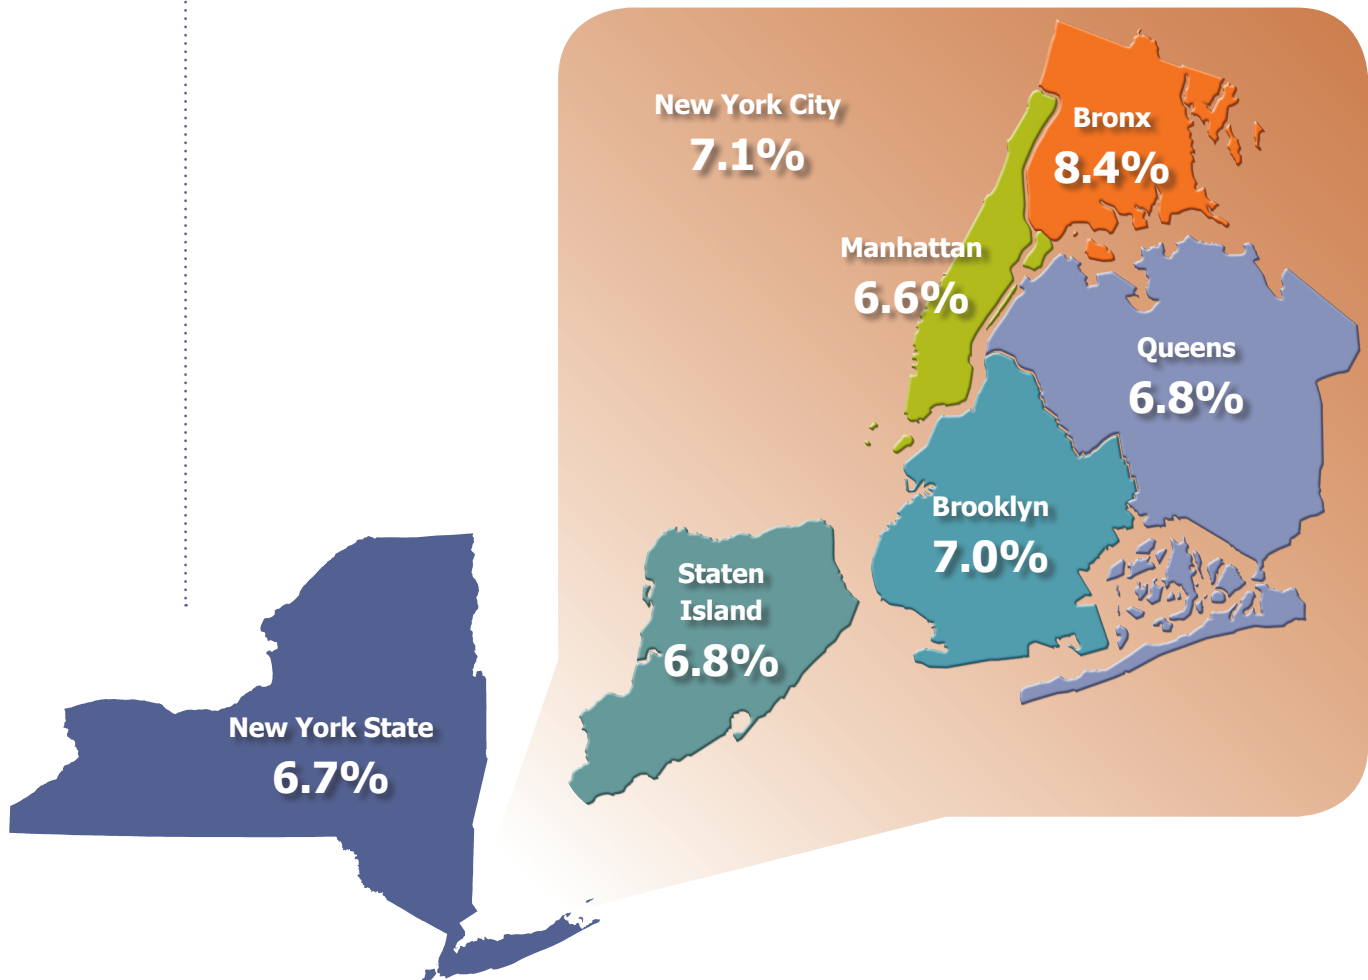 New York City
7.1%
Bronx
8.4%
Manhattan
6.6%
Queens
6.8%
Brooklyn
7.0%
Staten
Island
6.8%
New York State
6.7%